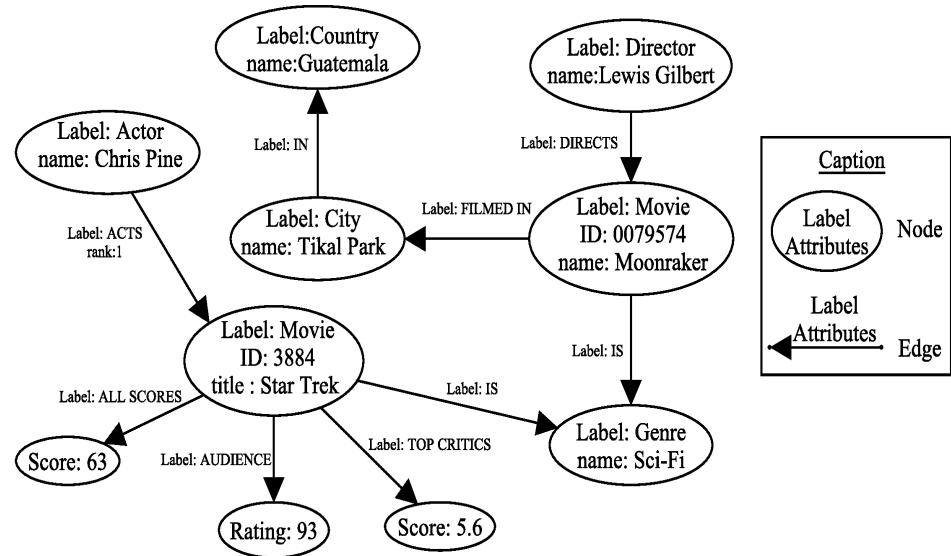 Label:Country
name:Guatemala
Label: Director
name:Lewis Gilbert
Label: Actor
name: Chris Pine
Label: IN
Label: DIRECTS
Label: City
name: Tikal Park
Label: FILMED IN
Label: Movie
ID: 0079574
name: Moonraker
Label: ACTS
rank:1
Label: Movie
ID: 3884
title : Star Trek
Label: IS
Label: ALL SCORES
Label: IS
Label: AUDIENCE
Label: TOP CRITICS
Label: Genre
name: Sci-Fi
Score: 63
Rating: 93
Score: 5.6
Caption
Label
Attributes
Node
Label
Attributes
Edge